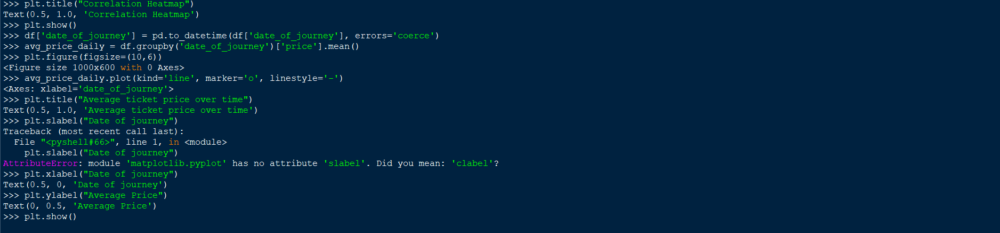 >>> plt.title("Correlation Heatmap")
Text(0.5, 1.0, 'Correlation Heatmap')
>>> plt.show()
>>> df['date_of_journey'] = pd.to_datetime(df['date_of_journey'], errors='coerce')
>>> avg_price_daily = df.groupby('date_of_journey')['price'].mean()
>>> plt.figure(figsize=(10,6))
<Figure size 1000x600 with 0 Axes>
>>> avg_price_daily.plot(kind='line', marker='o', linestyle='-')
<Axes: xlabel='date_of_journey'>
>>> plt.title("Average ticket price over time")
Text(0.5, 1.0, 'Average ticket price over time')
>>> plt.slabel("Date of journey")
Traceback (most recent call last):
  File "<pyshell#66>", line 1, in <module>
    plt.slabel("Date of journey")
AttributeError: module 'matplotlib.pyplot' has no attribute 'slabel'. Did you mean: 'clabel'?
>>> plt.xlabel("Date of journey")
Text(0.5, 0, 'Date of journey')
>>> plt.ylabel("Average Price")
Text(0, 0.5, 'Average Price')
>>> plt.show()